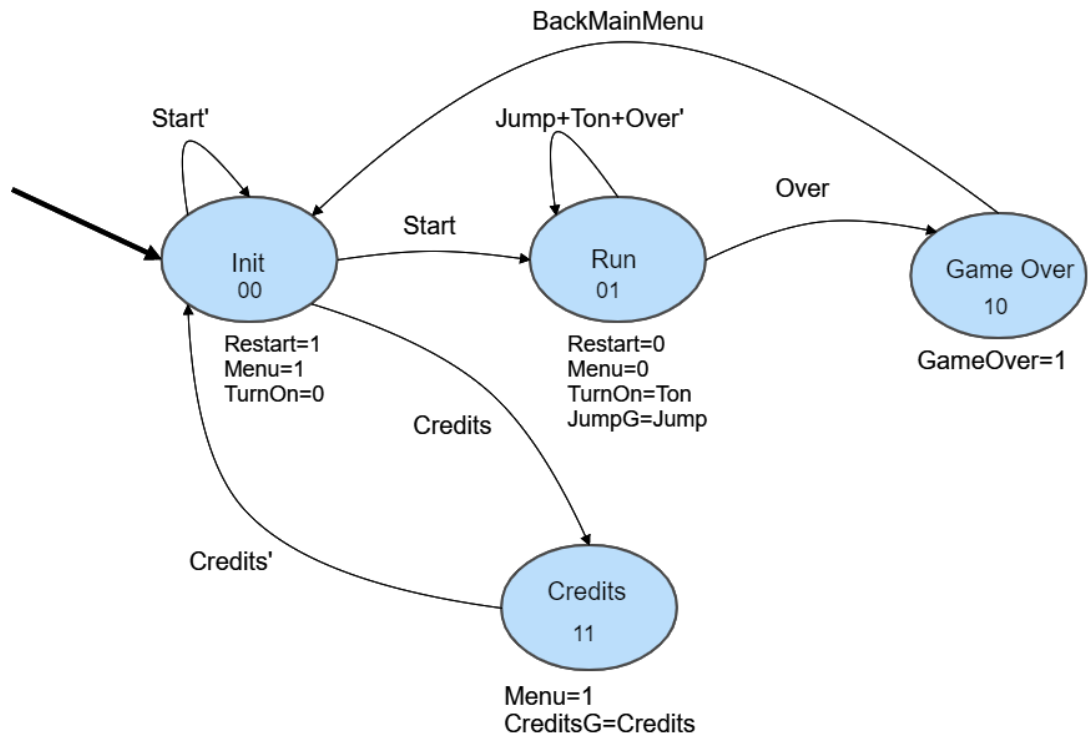 BackMainMenu
Start'
Jump+Ton+Over'
Over
Start
Init
00
Run
01
Game Over
10
Restart=1
Menu=1
TurnOn=0
Restart=0
Menu=0
TurnOn=Ton
JumpG=Jump
GameOver=1
Credits
Credits'
Credits
11
Menu=1
CreditsG=Credits